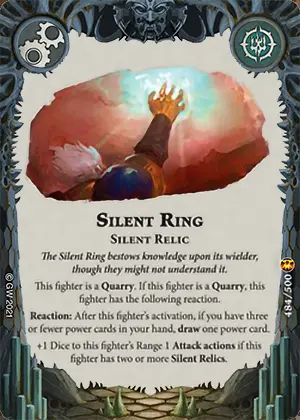 SILENT RING
SILENT RELIC
The Silent Ring bestows knowledge upon its wielder,
though they might not understand it.
This fighter is a Quarry. If this fighter is a Quarry, this
fighter has the following reaction.
Reaction: After this fighter's activation, if you have three
or fewer power cards in your hand, draw one power card.
+1 Dice to this fighter's Range 1 Attack actions if this
fighter has two or more Silent Relics.
© GW 2021
484/500